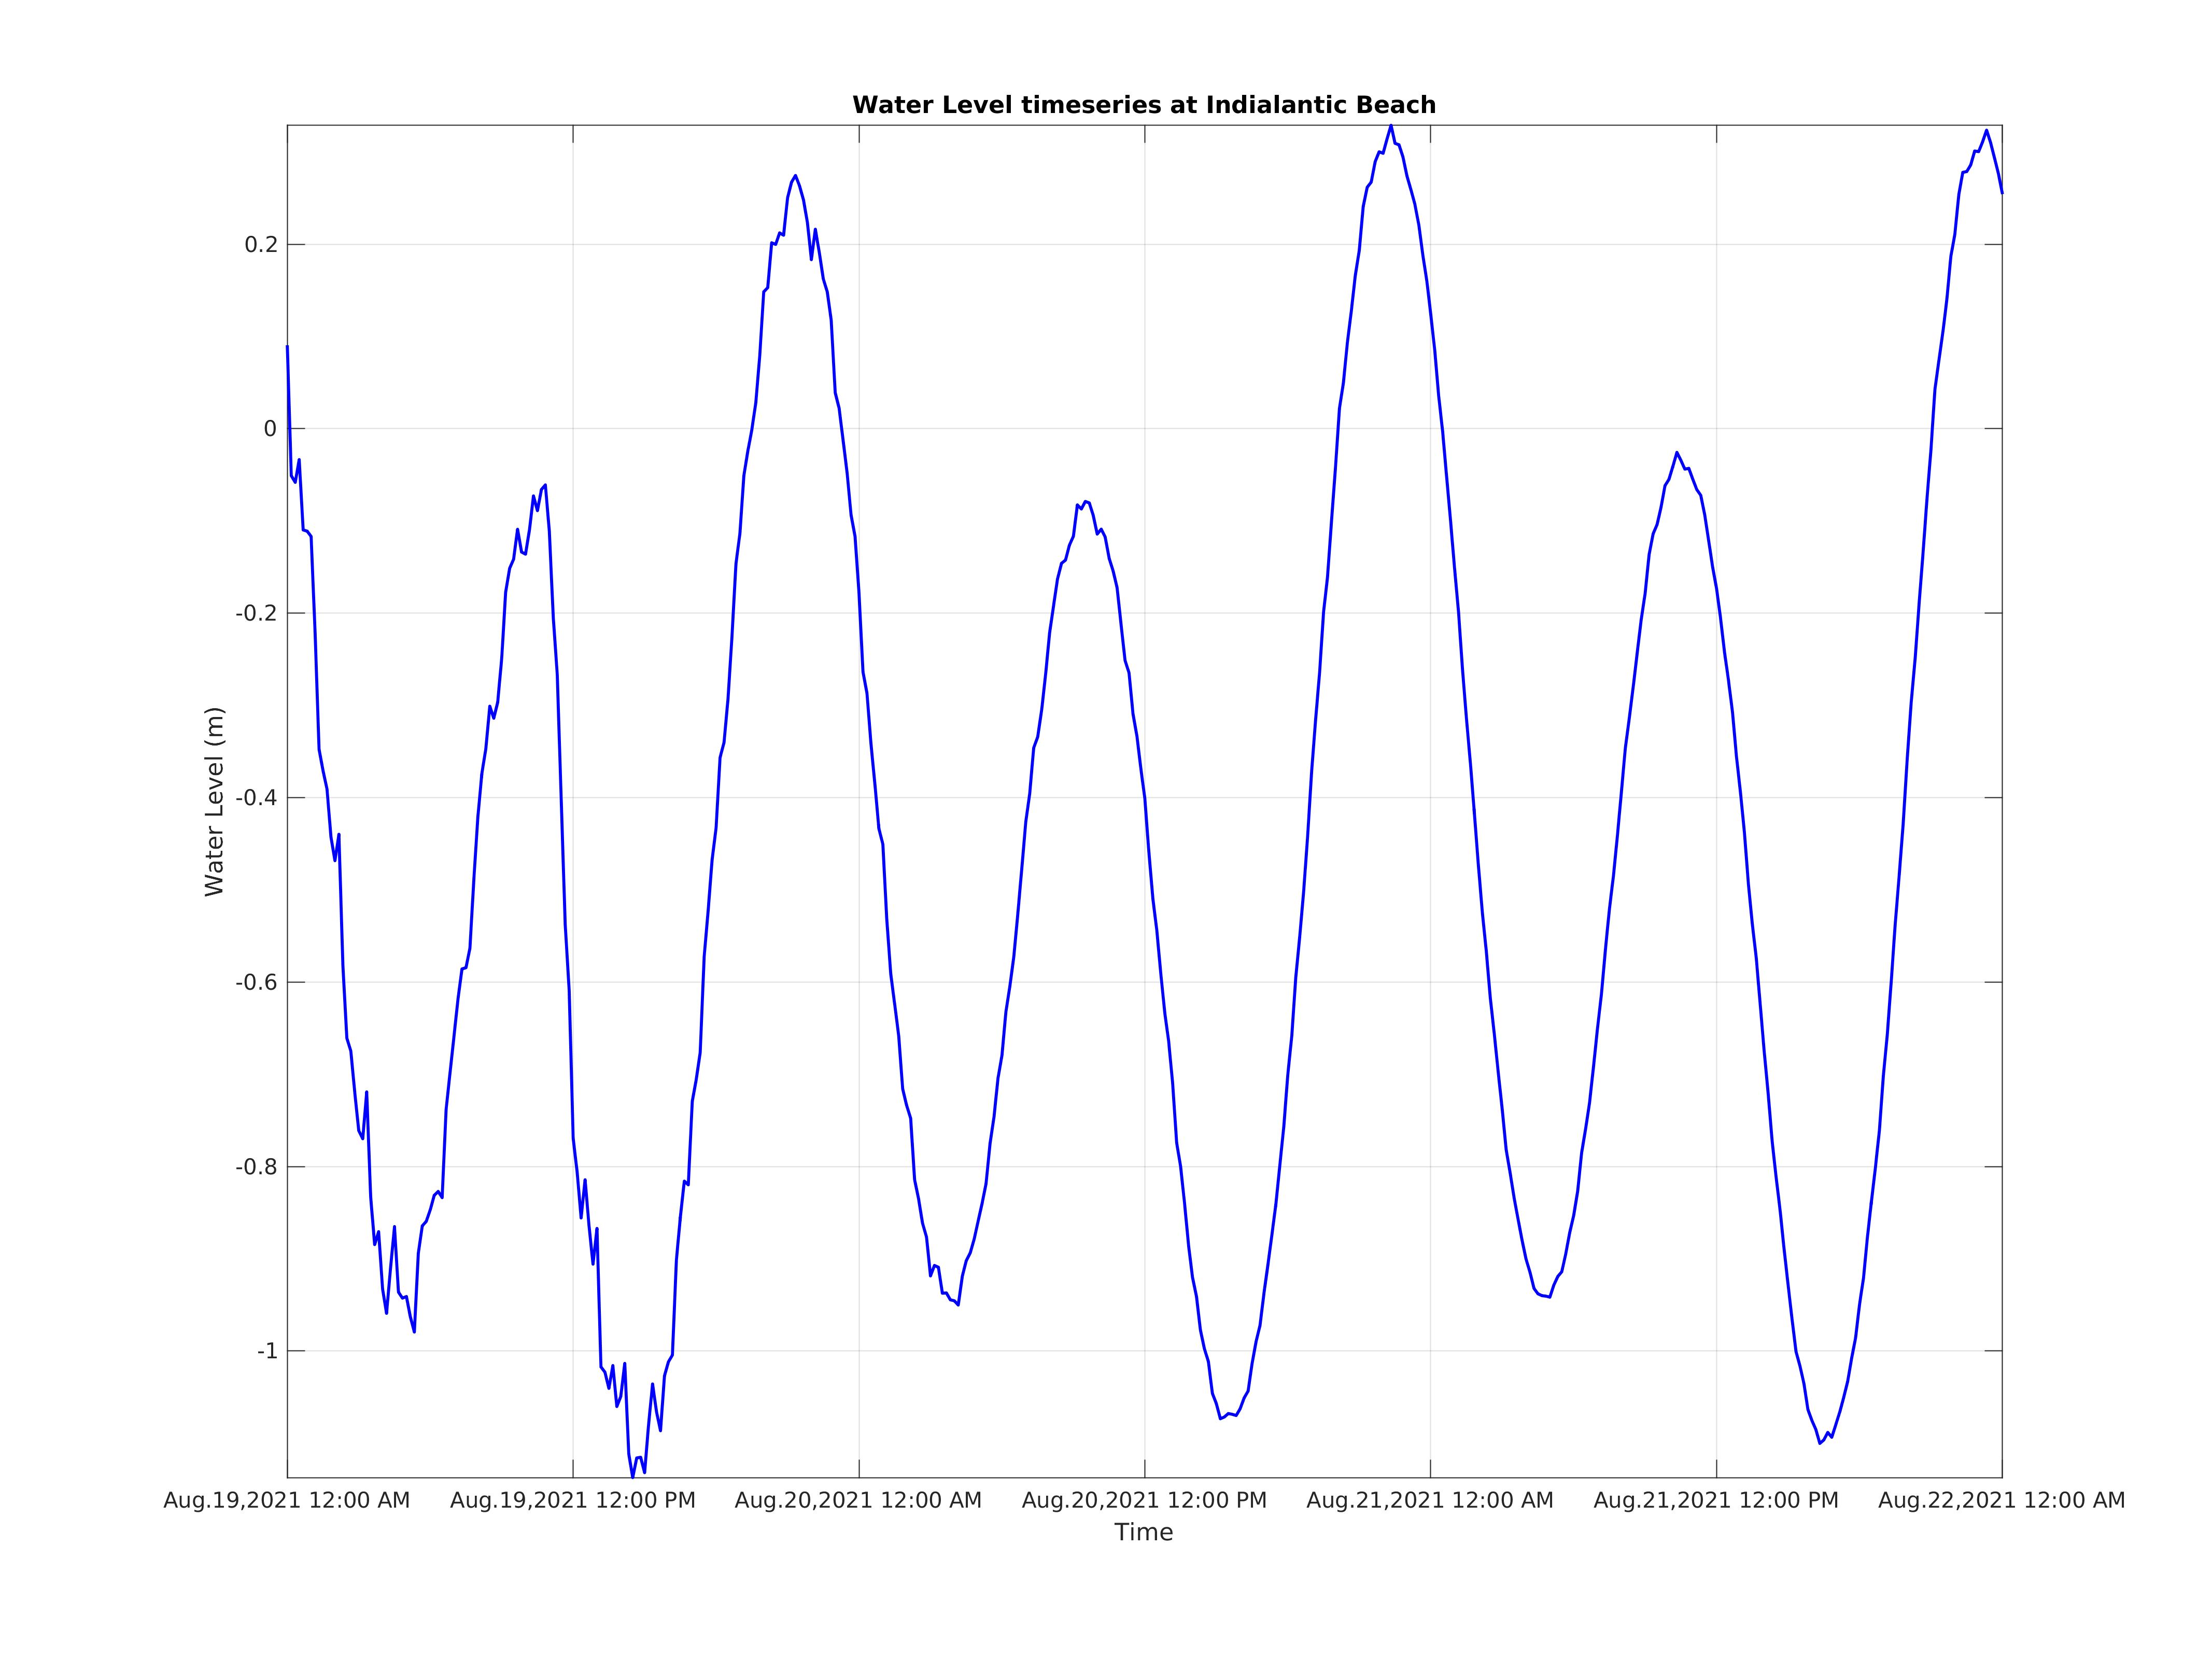 Water Level timeseries at Indialantic Beach
0.2
0
-0.2
-0.4
-0.6
-0.8
-1
Water Level (m)
Aug.19,2021 12:00 AM
Aug.19,2021 12:00 PM
Aug.20,2021 12:00 AM
Aug.20,2021 12:00 PM
Aug.21,2021 12:00 AM
Aug.21,2021 12:00 PM
Aug.22,2021 12:00 AM
Time